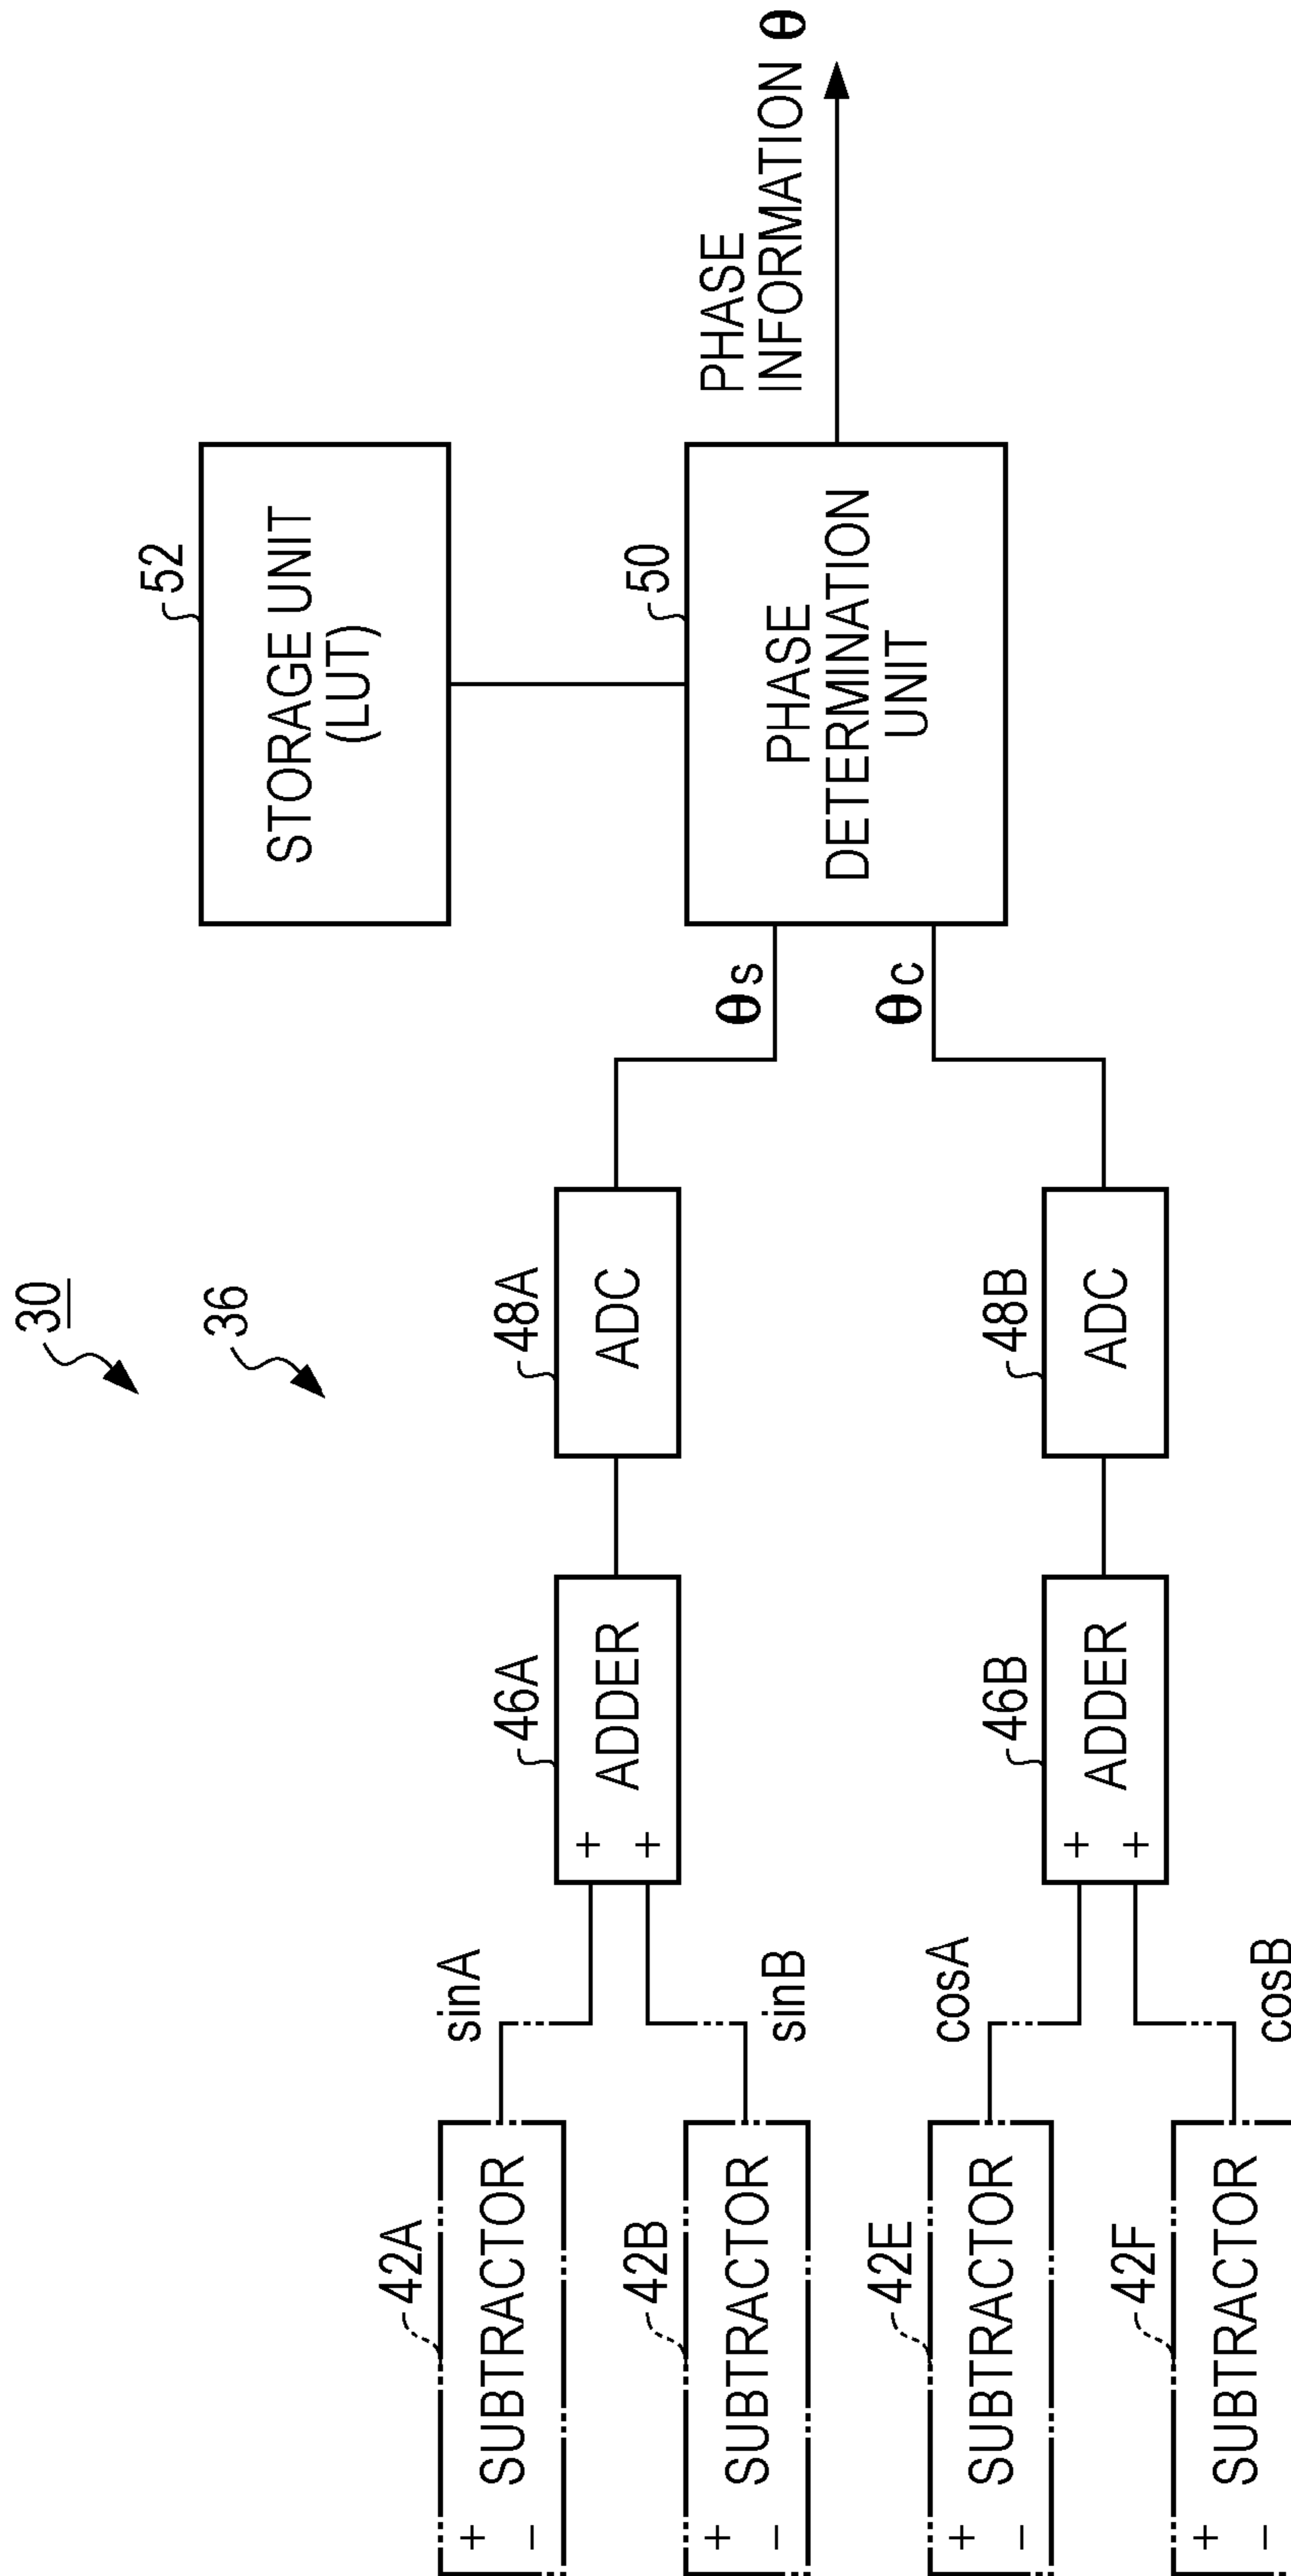 30
36
52
STORAGE UNIT
(LUT)
42A
+
−
SUBTRACTOR
sinA
46A
+
+
ADDER
48A
ADC
θs
50
PHASE
DETERMINATION
UNIT
PHASE
INFORMATION θ
42B
+
−
SUBTRACTOR
sinB
42E
+
−
SUBTRACTOR
cosA
46B
+
+
ADDER
48B
ADC
θc
42F
+
−
SUBTRACTOR
cosB